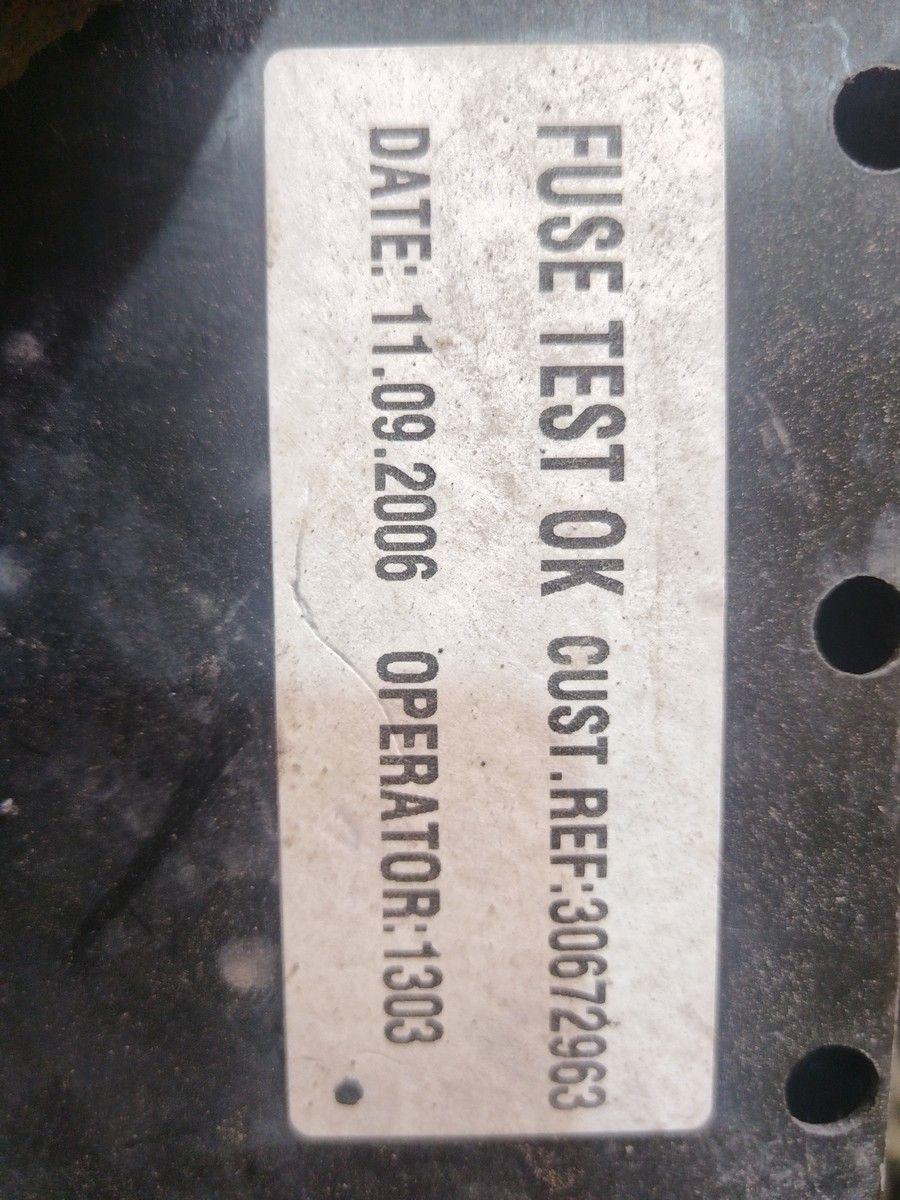 FUSE TEST OK CUST.REF:30672963
DATE: 11.09.2006 OPERATOR:1303